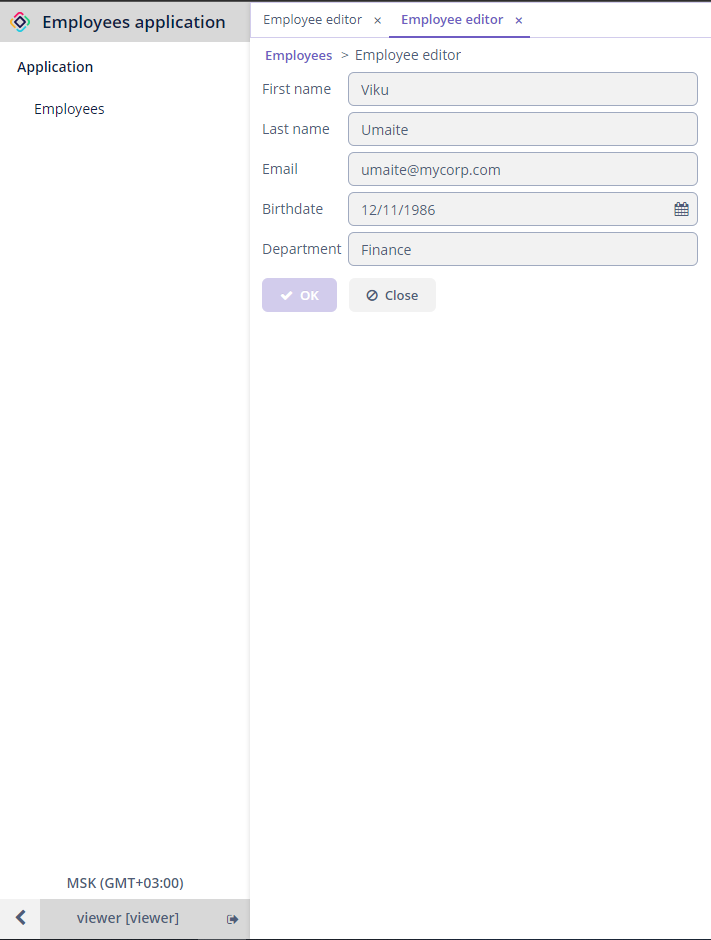 Employees application
Application
Employees
MSK (GMT+03:00)
viewer [viewer]
Employee editor × Employee editor ×
Employees > Employee editor
First name Viku
Last name Umaite
Email umaite@mycorp.com
Birthdate 12/11/1986
Department Finance
OK Close